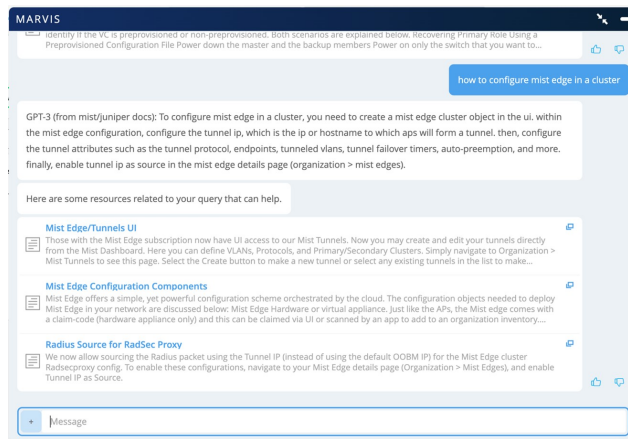 MARVIS
identify If the VC is preprovisioned or non-preprovisioned. Both scenarios are explained below. Recovering Primary Role Using a
Preprovisioned Configuration File Power down the master and the backup members Power on only the switch that you want to...
how to configure mist edge in a cluster
GPT-3 (from mist/juniper docs): To configure mist edge in a cluster, you need to create a mist edge cluster object in the ui. within
the mist edge configuration, configure the tunnel ip, which is the ip or hostname to which aps will form a tunnel. then, configure
the tunnel attributes such as the tunnel protocol, endpoints, tunneled vlans, tunnel failover timers, auto-preemption, and more.
finally, enable tunnel ip as source in the mist edge details page (organization > mist edges).
Here are some resources related to your query that can help.
Mist Edge/Tunnels UI
Those with the Mist Edge subscription now have UI access to our Mist Tunnels. Now you may create and edit your tunnels directly
from the Mist Dashboard. Here you can define VLANs, Protocols, and Primary/Secondary Clusters. Simply navigate to Organization >
Mist Tunnels to see this page. Select the Create button to make a new tunnel or select any existing tunnels in the list to make...
Mist Edge Configuration Components
Mist Edge offers a simple, yet powerful configuration scheme orchestrated by the cloud. The configuration objects needed to deploy
Mist Edge in your network are discussed below: Mist Edge Hardware or virtual appliance. Just like the APs, the Mist edge comes with
a claim-code (hardware appliance only) and this can be claimed via UI or scanned by an app to add to an organization inventory....
Radius Source for RadSec Proxy
We now allow sourcing the Radius packet using the Tunnel IP (instead of using the default OOBM IP) for the Mist Edge cluster
Radsecproxy config. To enable these configurations, navigate to your Mist Edge details page (Organization > Mist Edges), and enable
Tunnel IP as Source.
+ Message